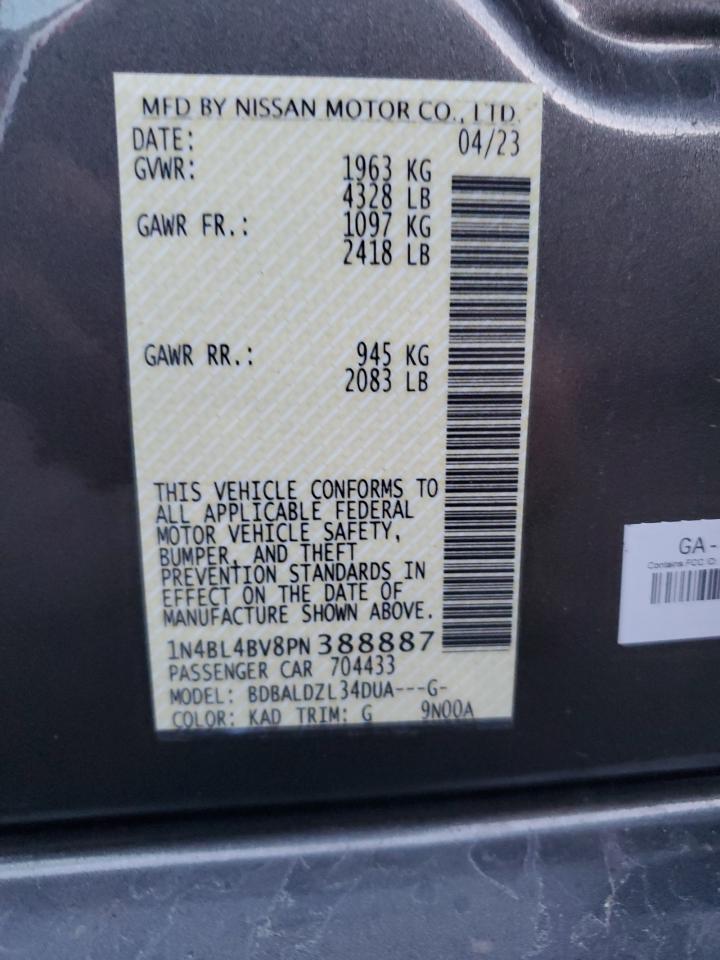 MFD BY NISSAN MOTOR CO., LTD.
DATE: 04/23
GVWR: 1963 KG
4328 LB
GAWR FR.: 1097 KG
2418 LB
GAWR RR.: 945 KG
2083 LB
THIS VEHICLE CONFORMS TO
ALL APPLICABLE FEDERAL
MOTOR VEHICLE SAFETY,
BUMPER, AND THEFT
PREVENTION STANDARDS IN
EFFECT ON THE DATE OF
MANUFACTURE SHOWN ABOVE.
1N4BL4BV8PN388887
PASSENGER CAR 704433
MODEL: BDBALDZL34DUA---G-
COLOR: KAD TRIM: G 9N00A
GA-
Contains FCC ID